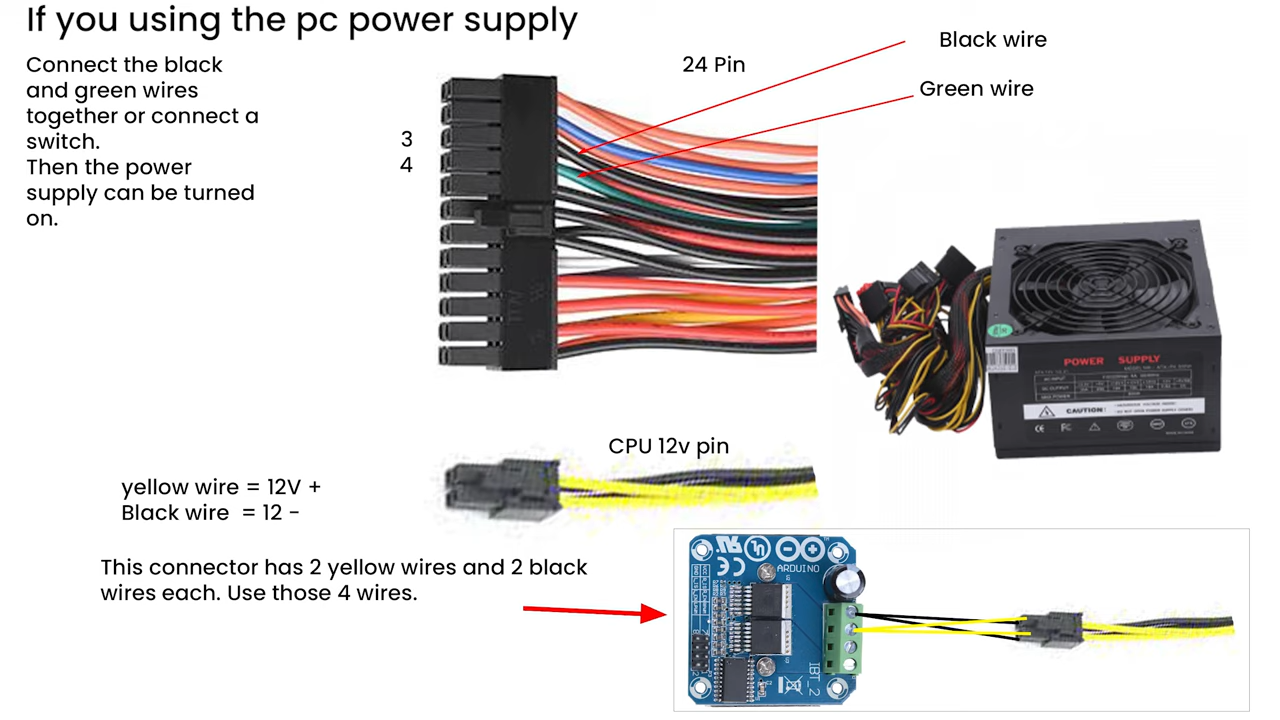 If you using the pc power supply
Connect the black
and green wires
together or connect a
switch.
Then the power
supply can be turned
on.
24 Pin
Black wire
Green wire
3
4
POWER SUPPLY
CAUTION:
CPU 12v pin
yellow wire = 12V +
Black wire = 12 -
This connector has 2 yellow wires and 2 black
wires each. Use those 4 wires.
ARDUINO
IBT_2